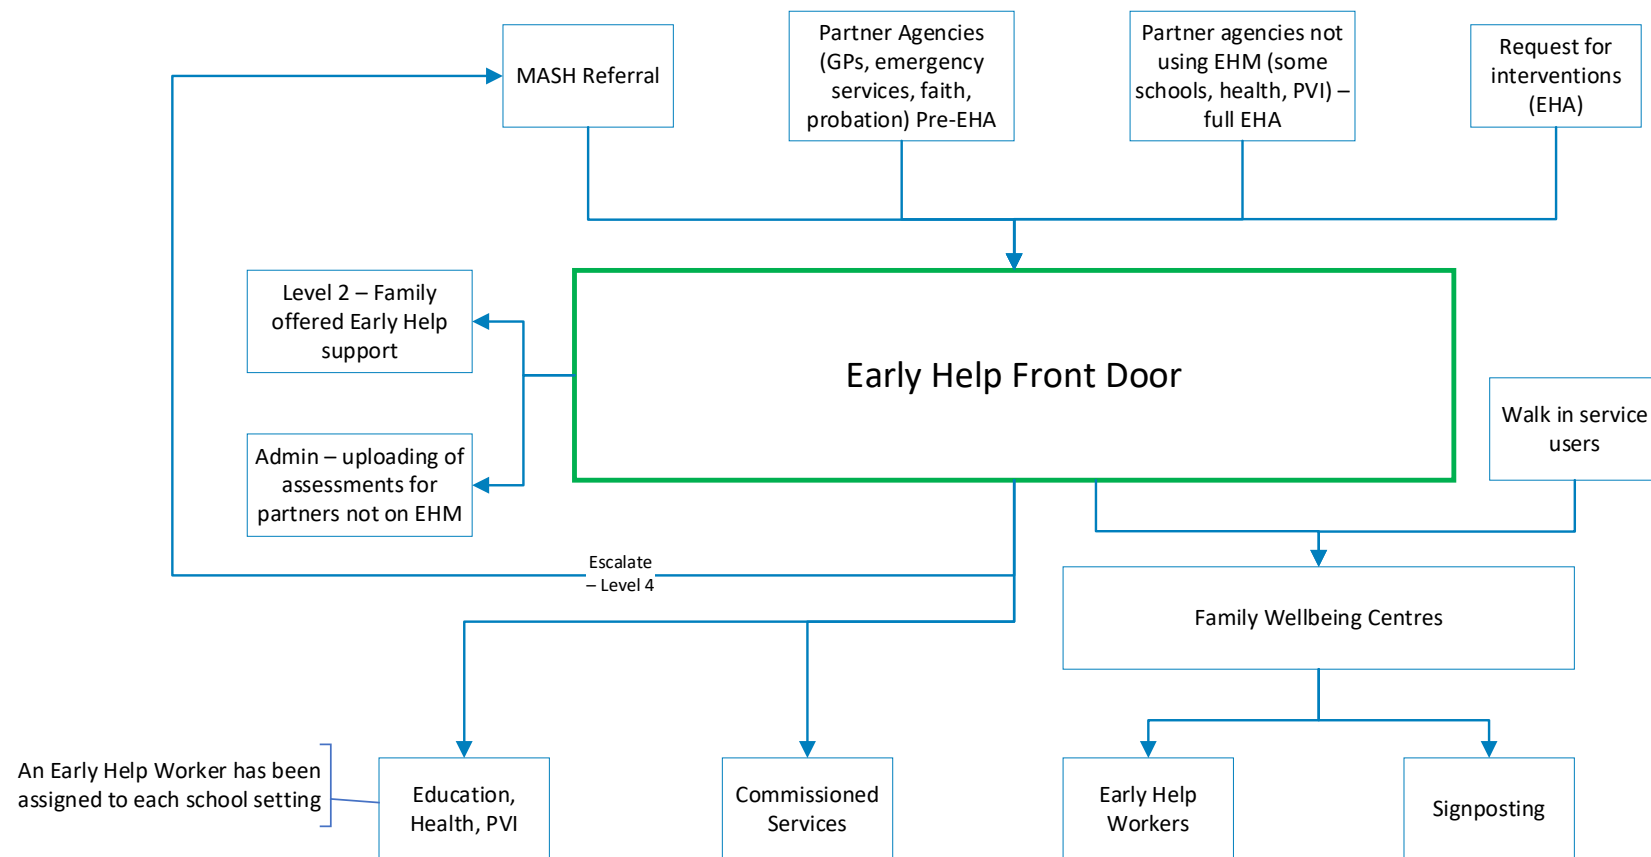 MASH Referral
Partner Agencies
(GPs, emergency
services, faith,
probation) Pre-EHA
Partner agencies not
using EHM (some
schools, health, PVI) –
full EHA
Request for
interventions
(EHA)
Level 2 – Family
offered Early Help
support
Early Help Front Door
Walk in service
users
Admin – uploading of
assessments for
partners not on EHM
Escalate
– Level 4
Family Wellbeing Centres
An Early Help Worker has been
assigned to each school setting
Education,
Health, PVI
Commissioned
Services
Early Help
Workers
Signposting